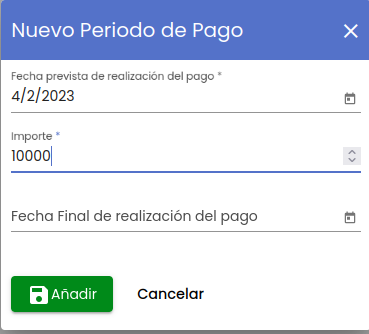 Nuevo Periodo de Pago
Fecha prevista de realización del pago *
4/2/2023
Importe *
10000
Fecha Final de realización del pago
Añadir
Cancelar